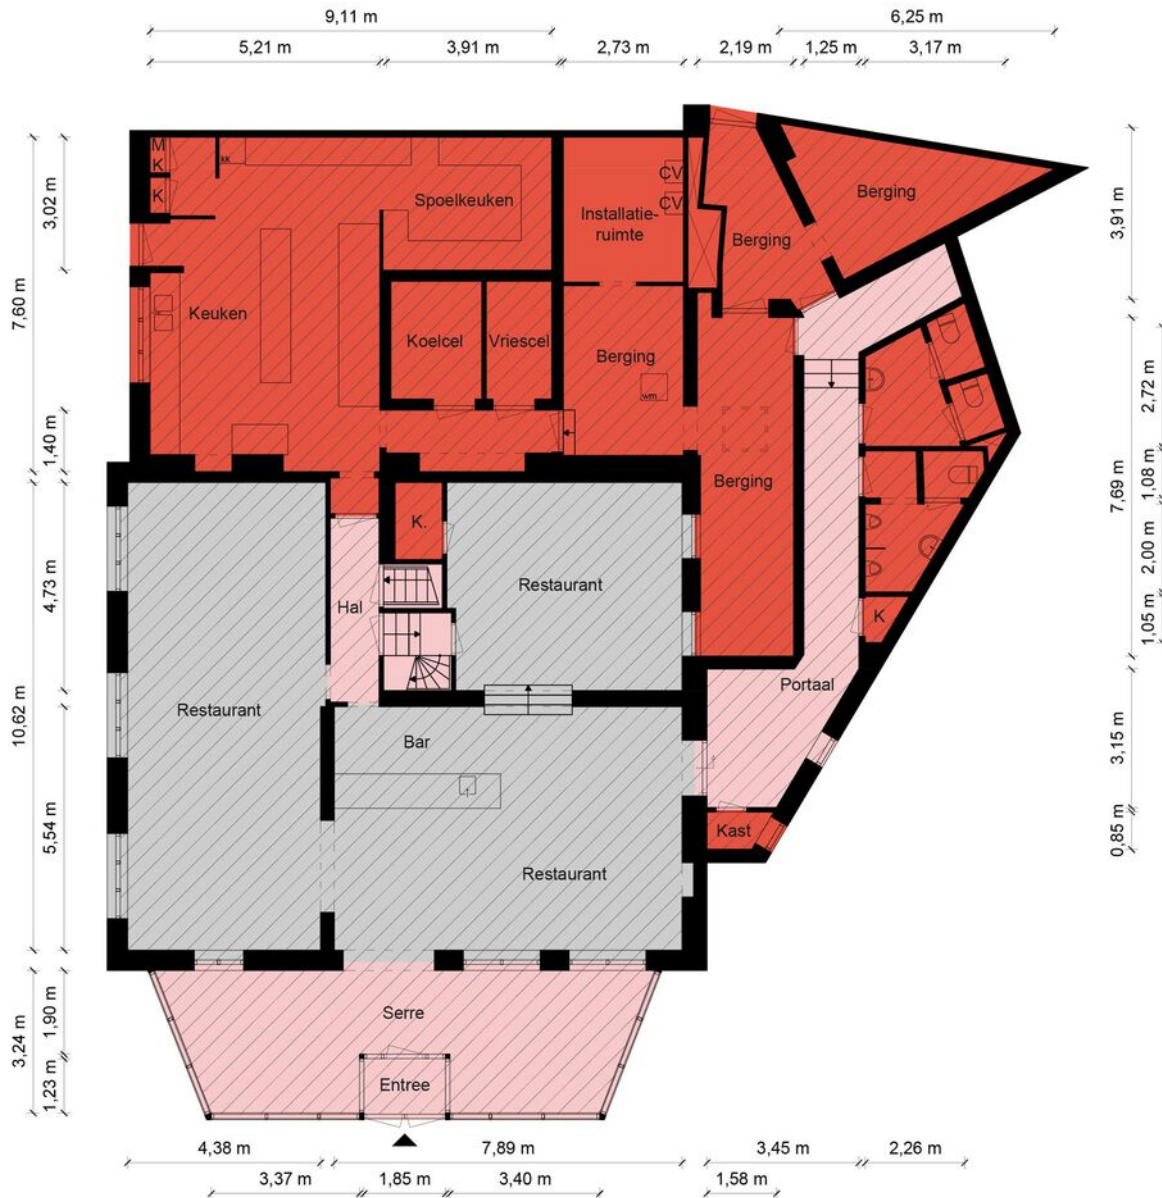 9,11 m
6,25 m
5,21 m
3,91 m
2,73 m
2,19 m
1,25 m
3,17 m
M
K
K
kk
Spoelkeuken
Installatie-
ruimte
CV
CV
Berging
Berging
Keuken
Koelcel
Vriescel
Berging
wm
Berging
K.
Restaurant
Hal
K
Restaurant
Portaal
Bar
Kast
Restaurant
Serre
Entree
7,60 m
3,02 m
1,40 m
10,62 m
4,73 m
5,54 m
3,24 m
1,90 m
1,23 m
3,91 m
7,69 m
2,72 m
1,08 m
2,00 m
1,05 m
3,15 m
0,85 m
4,38 m
7,89 m
3,45 m
2,26 m
3,37 m
1,85 m
3,40 m
1,58 m